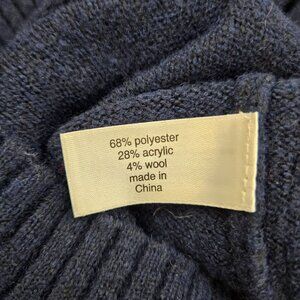 68% polyester
28% acrylic
4% wool
made in
China